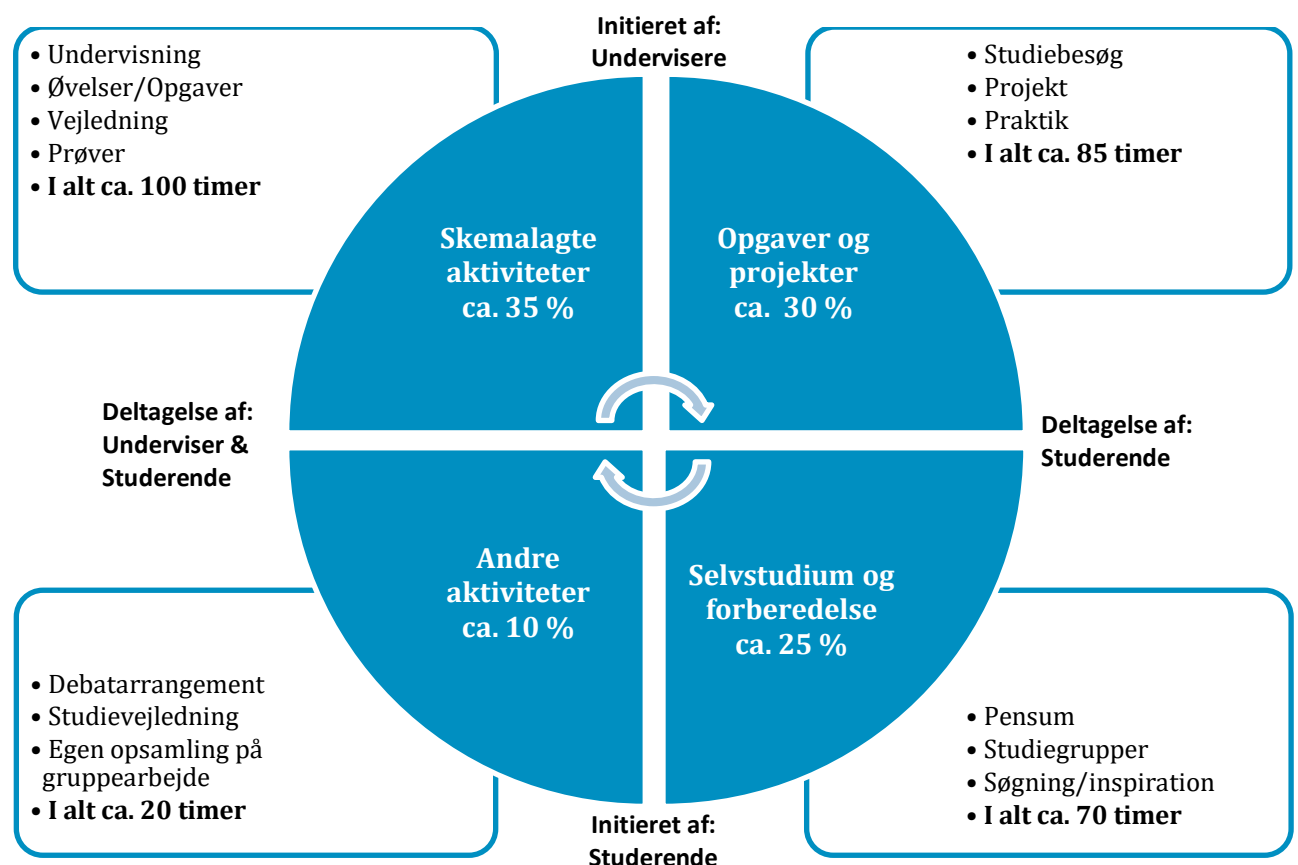 Initieret af:
Undervisere
• Undervisning
• Øvelser/Opgaver
• Vejledning
• Prøver
• I alt ca. 100 timer
• Studiebesøg
• Projekt
• Praktik
• I alt ca. 85 timer
Skemalagte
aktiviteter
ca. 35 %
Opgaver og
projekter
ca. 30 %
Deltagelse af:
Underviser &
Studerende
Deltagelse af:
Studerende
Andre
aktiviteter
ca. 10 %
Selvstudium og
forberedelse
ca. 25 %
• Debatarrangement
• Studievejledning
• Egen opsamling på
gruppearbejde
• I alt ca. 20 timer
• Pensum
• Studiegrupper
• Søgning/inspiration
• I alt ca. 70 timer
Initieret af:
Studerende